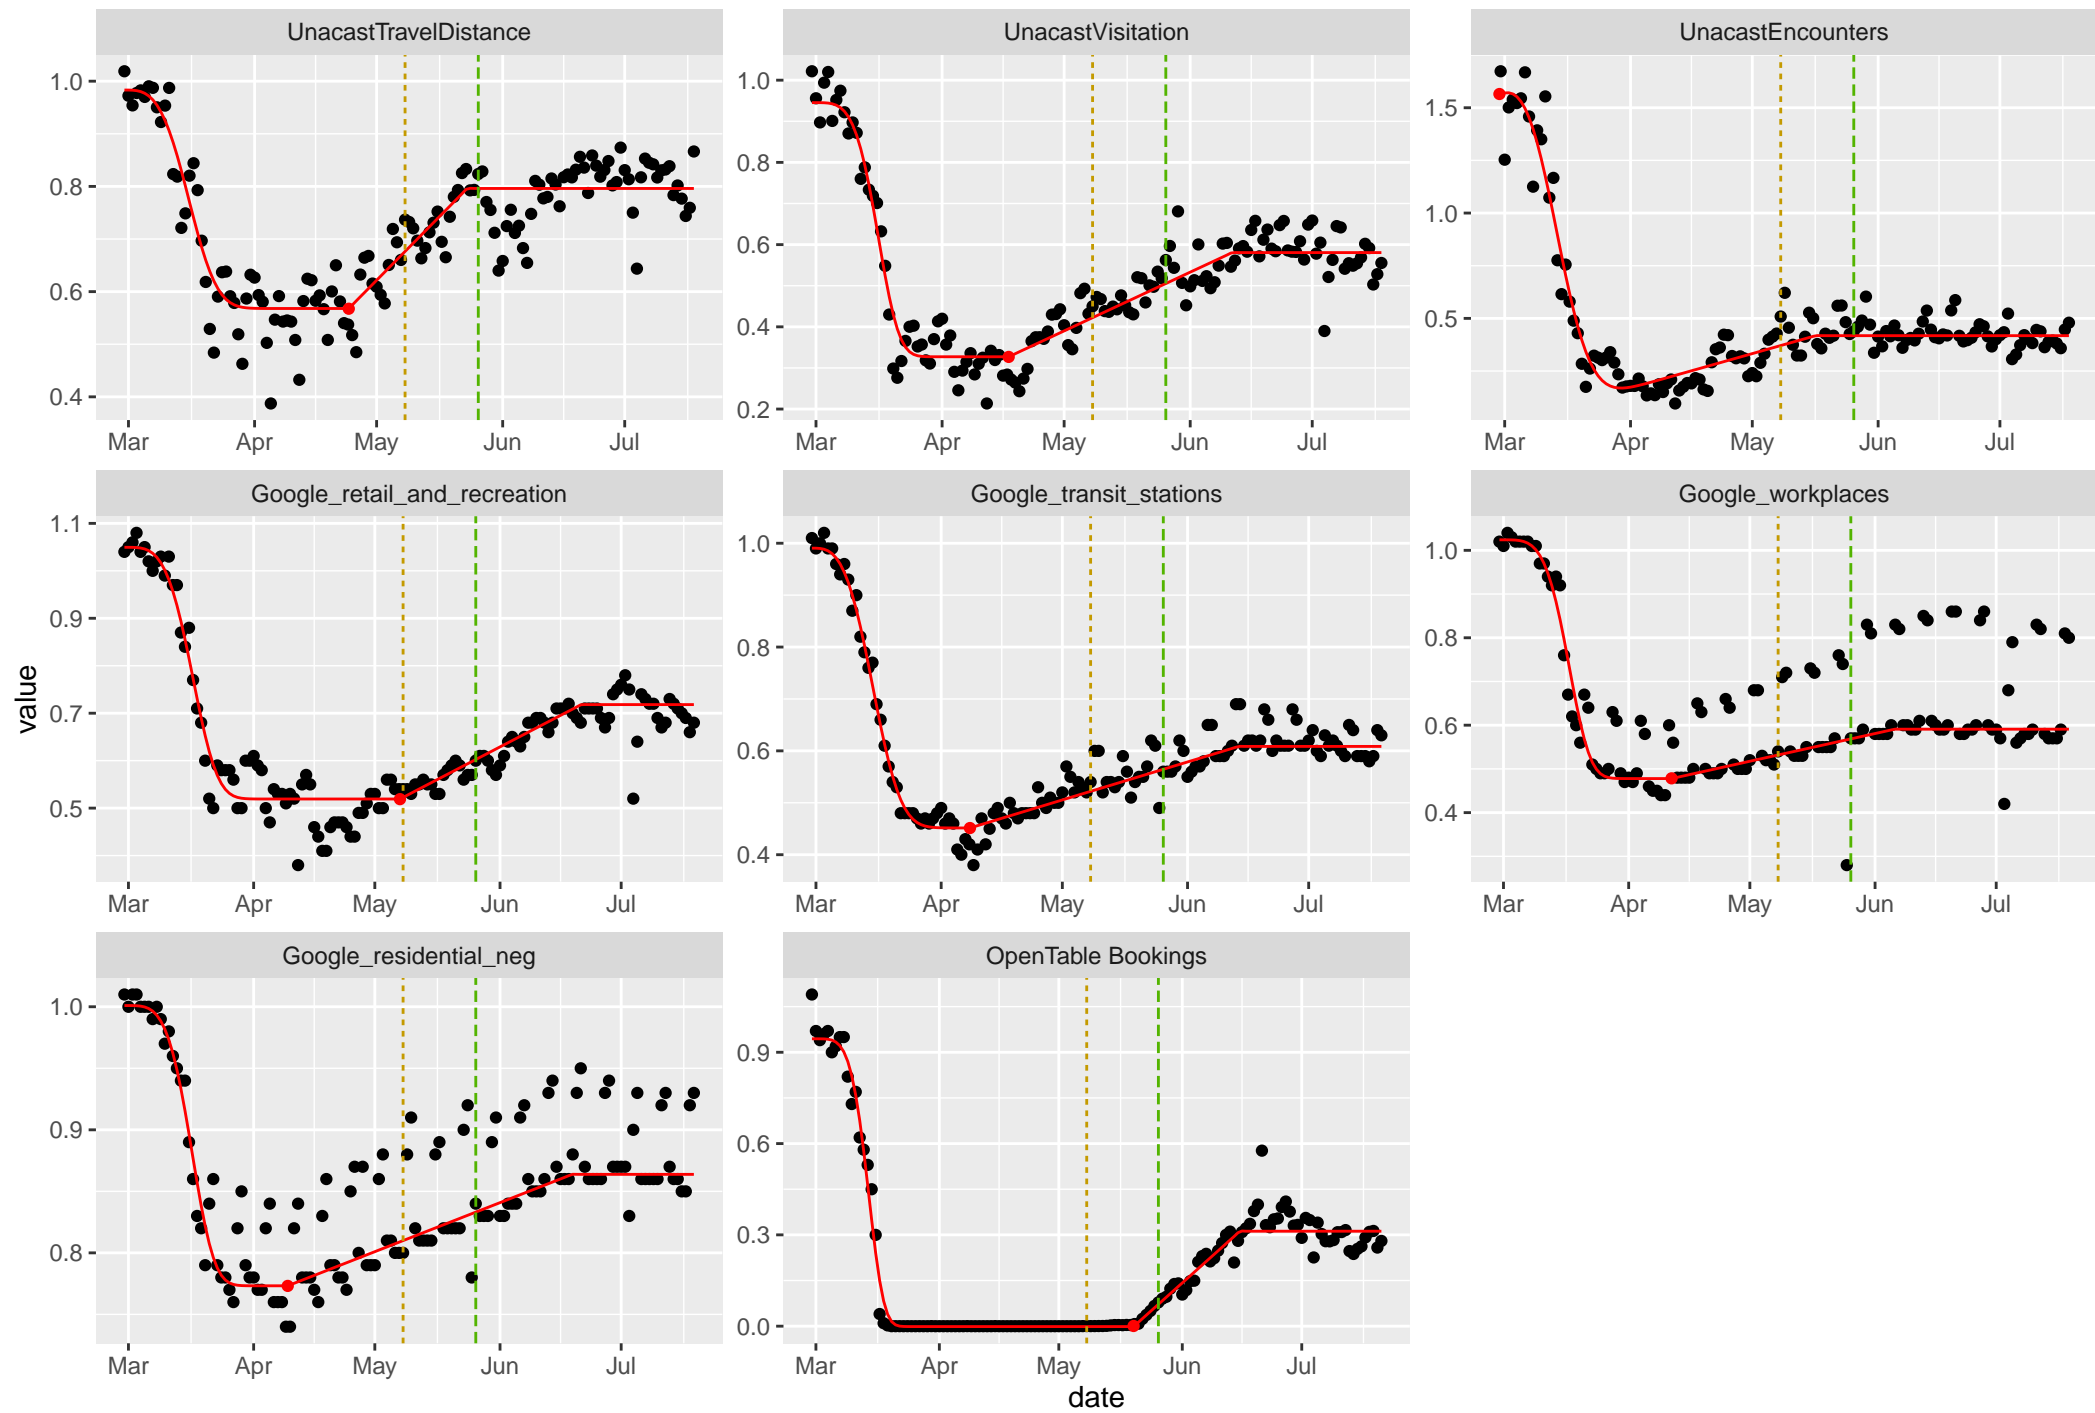 UnacastTravelDistance
UnacastVisitation
UnacastEncounters
1.0
0.8
0.6
0.4
1.0
0.8
0.6
0.4
0.2
1.5
1.0
0.5
Mar Apr May Jun Jul
Mar Apr May Jun Jul
Mar Apr May Jun Jul
Google_retail_and_recreation
Google_transit_stations
Google_workplaces
1.1
0.9
0.7
0.5
1.0
0.8
0.6
0.4
1.0
0.8
0.6
0.4
value
Mar Apr May Jun Jul
Mar Apr May Jun Jul
Mar Apr May Jun Jul
Google_residential_neg
OpenTable Bookings
1.0
0.9
0.8
0.9
0.6
0.3
0.0
Mar Apr May Jun Jul
Mar Apr May Jun Jul
date